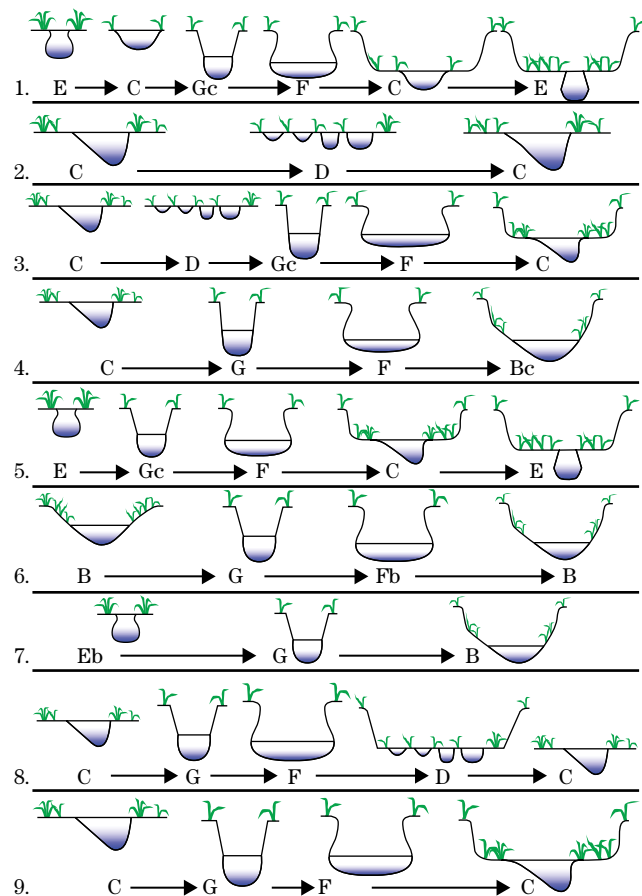 1. E C Gc F C E
2. C D C
3. C D Gc F C
4. C G F Bc
5. E Gc F C E
6. B G Fb B
7. Eb G B
8. C G F D C
9. C G F C